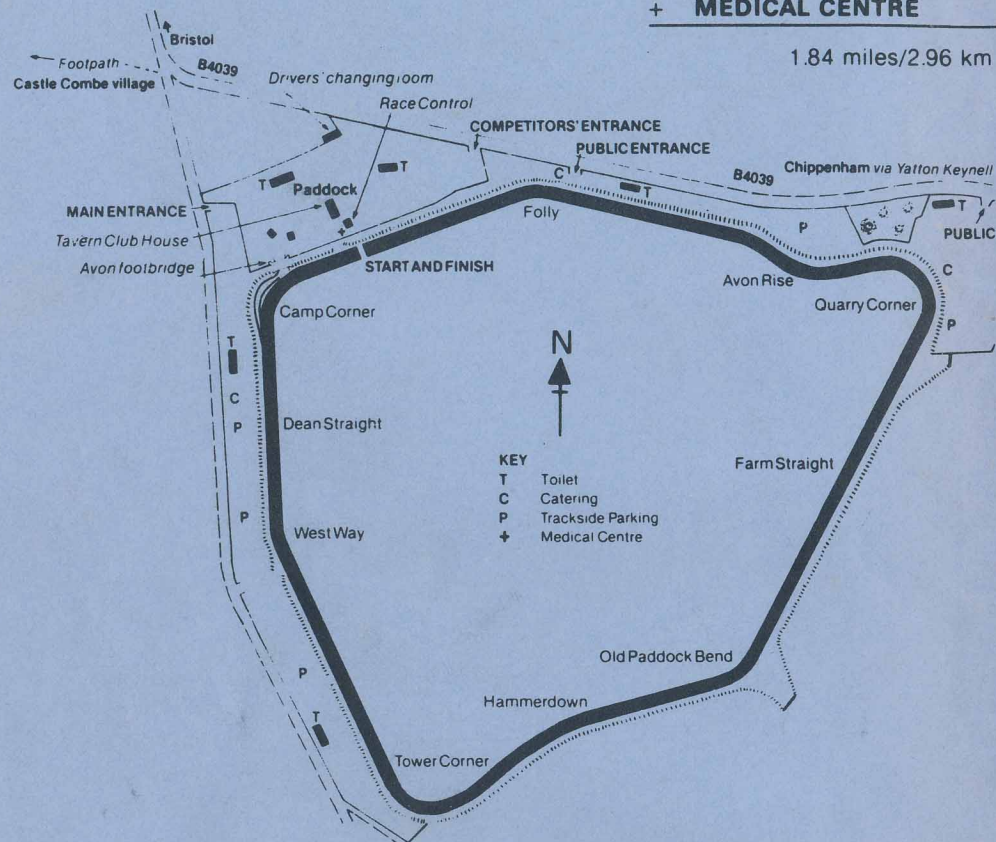 + MEDICAL CENTRE
1.84 miles/2.96 km
Bristol
Footpath
B4039
Castle Combe village
Drivers' changing room
Race Control
COMPETITORS' ENTRANCE
PUBLIC ENTRANCE
C
T
B4039
Chippenham via Yatton Keynell
T
T
Paddock
T
MAIN ENTRANCE
+
Folly
P
PUBLIC
Tavern Club House
Avon footbridge
START AND FINISH
C
Avon Rise
Camp Corner
Quarry Corner
P
T
N
C
P
Dean Straight
KEY
T Toilet
C Catering
P Trackside Parking
+ Medical Centre
Farm Straight
P
West Way
Old Paddock Bend
P
Hammerdown
T
Tower Corner